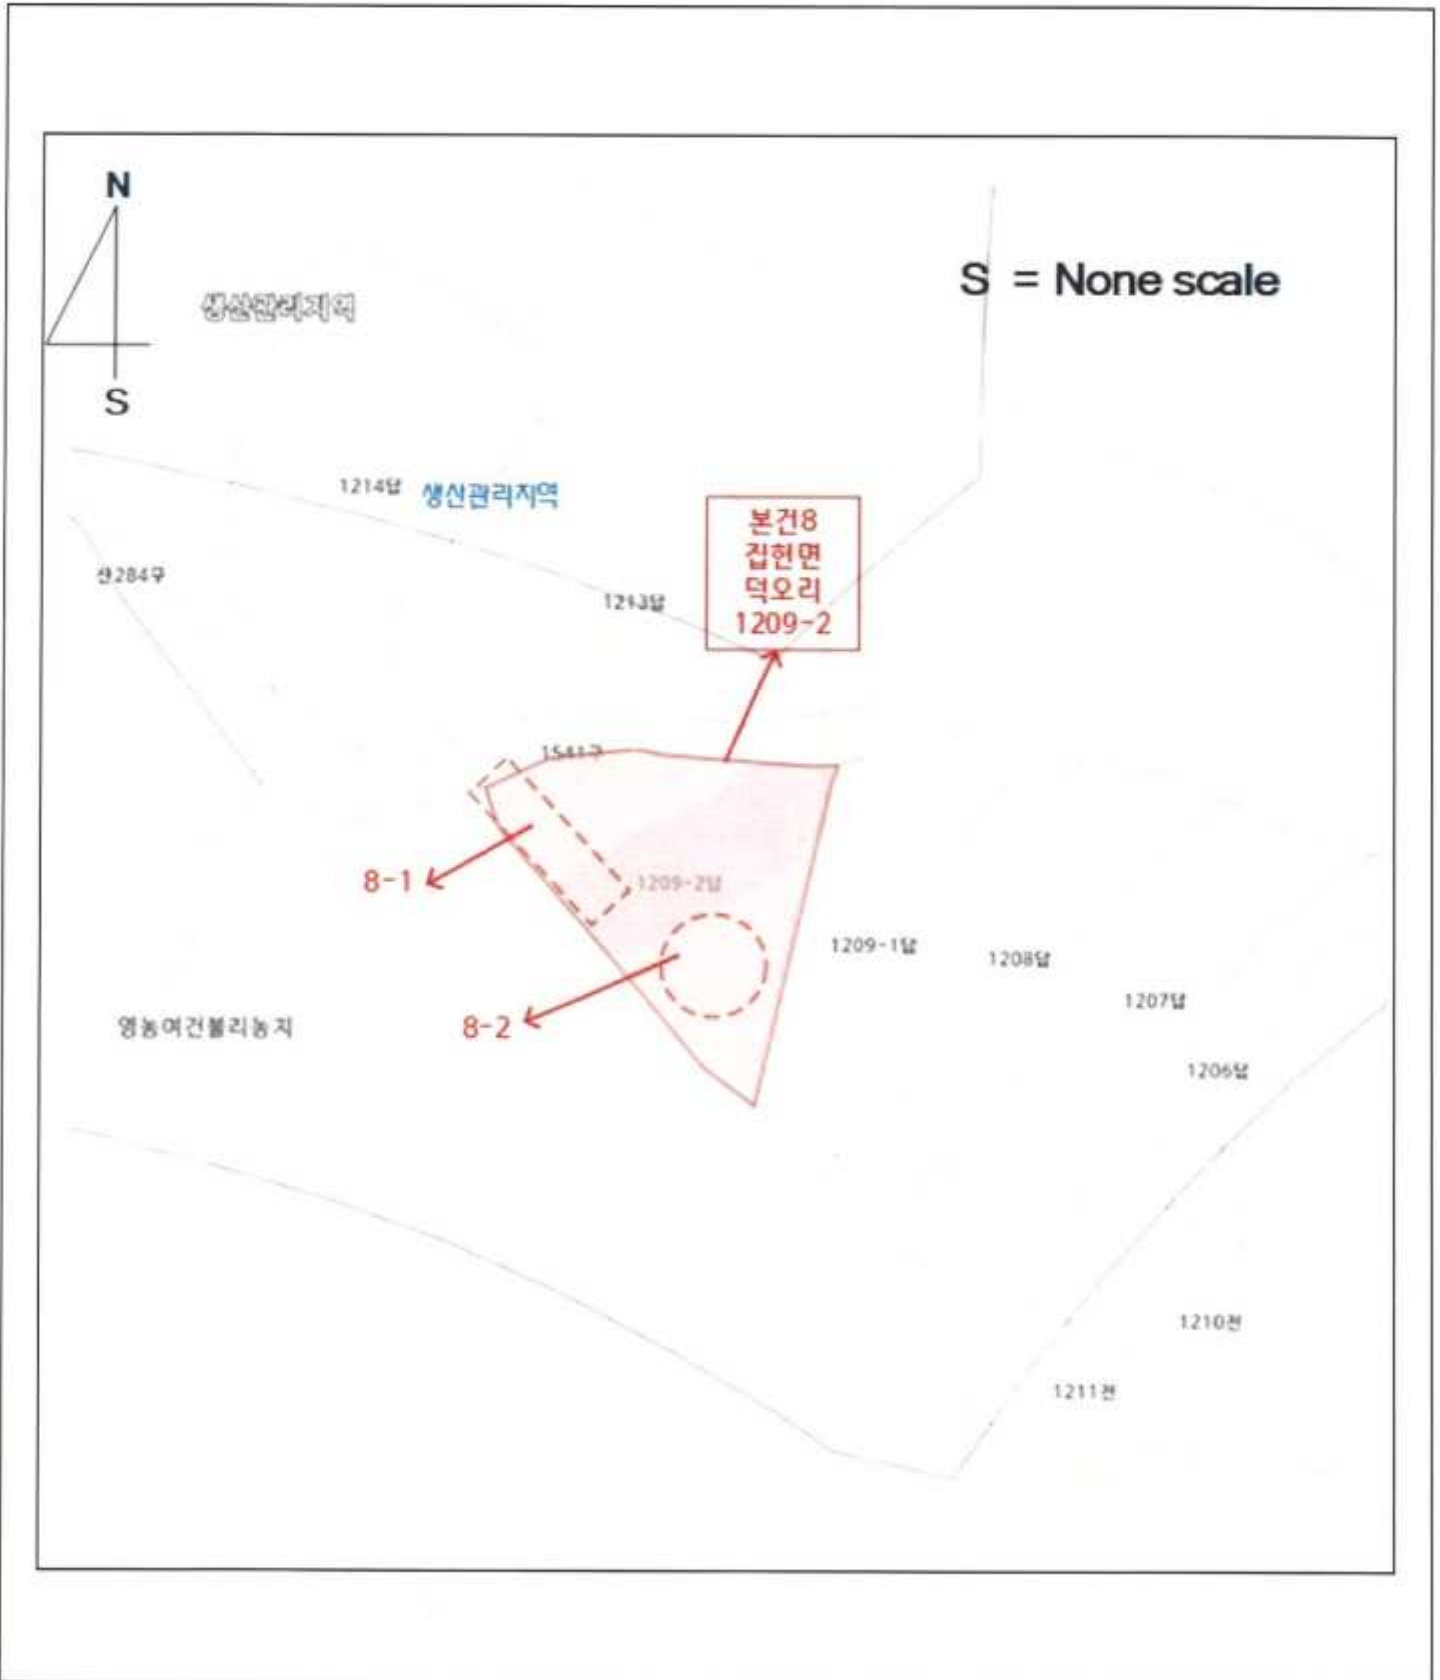 N
생산관리지역
S = None scale
S
1214답
생산관리지역
본건8
집현면
덕오리
1209-2
산284구
1213답
1541구
8-1
1209-2답
1209-1답
1208답
1207답
8-2
영농여건불리농지
1206답
1210전
1211전